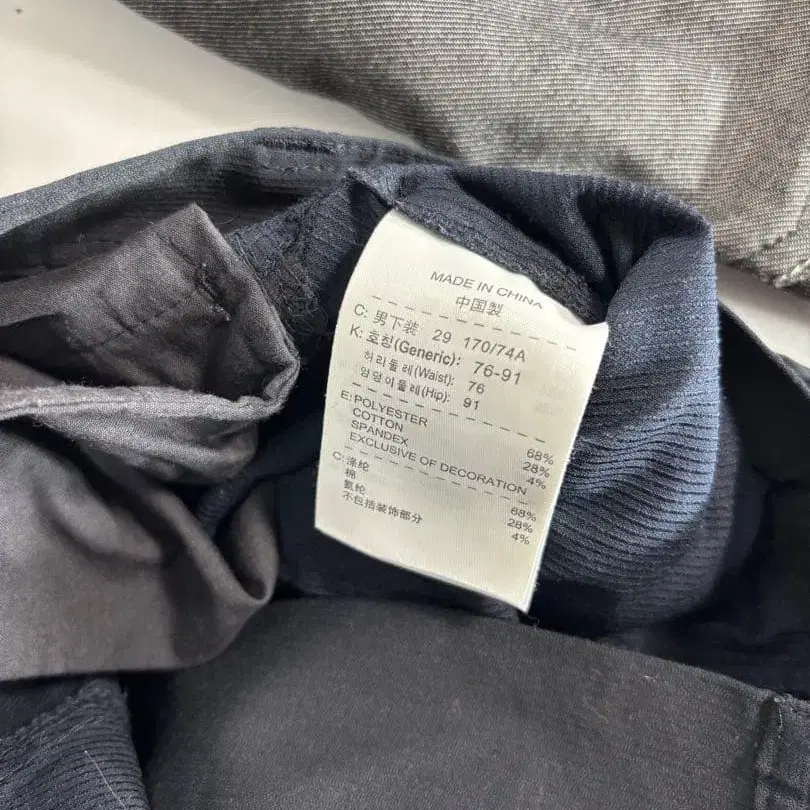 MADE IN CHINA
中国製
C: 男下装 29 170/74A
K: 호칭(Generic): 76-91
허리둘레(Waist): 76
엉덩이둘레(Hip): 91
E: POLYESTER 68%
COTTON 28%
SPANDEX 4%
EXCLUSIVE OF DECORATION
C: 涤纶 68%
棉 28%
氨纶 4%
不包括装饰部分